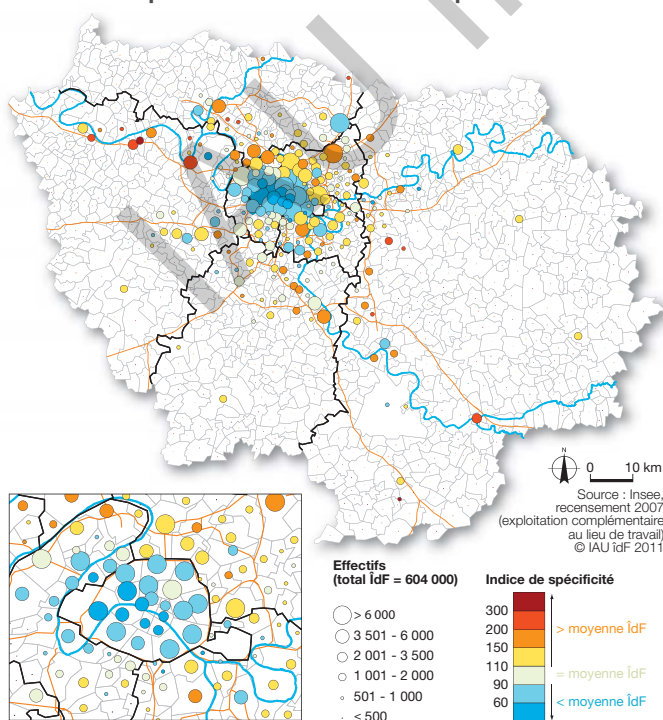 N
0 10 km
Source : Insee,
recensement 2007
(exploitation complémentaire
au lieu de travail)
© IAU îdF 2011
Effectifs
(total ÎdF = 604 000)
> 6 000
3 501 - 6 000
2 001 - 3 500
1 001 - 2 000
501 - 1 000
< 500
Indice de spécificité
300
200
150
110
90
60
> moyenne ÎdF
= moyenne ÎdF
< moyenne ÎdF